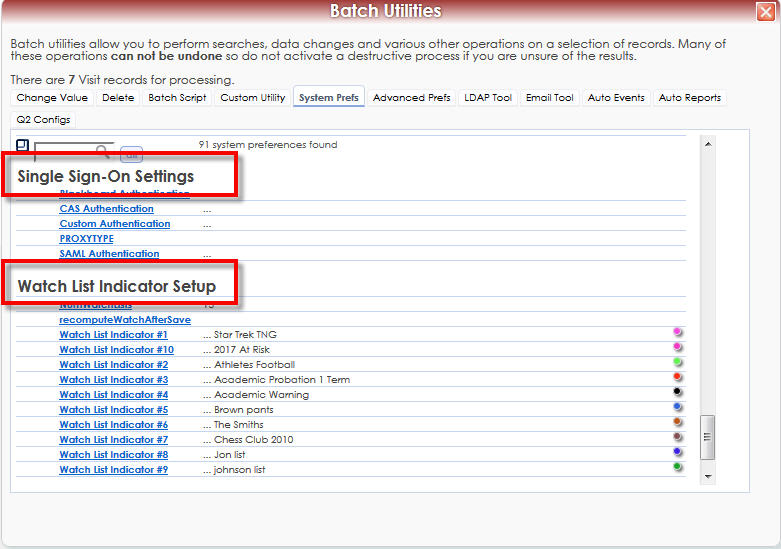 Batch Utilities
Batch utilities allow you to perform searches, data changes and various other operations on a selection of records. Many of
these operations can not be undone so do not activate a destructive process if you are unsure of the results.
There are 7 Visit records for processing.
Change Value Delete Batch Script Custom Utility System Prefs Advanced Prefs LDAP Tool Email Tool Auto Events Auto Reports
Q2 Configs
all 91 system preferences found
Single Sign-On Settings
Blackboard Authentication
CAS Authentication ...
Custom Authentication ...
PROXYTYPE
SAML Authentication ...
Watch List Indicator Setup
NumWatchLists 15
recomputeWatchAfterSave
Watch List Indicator #1 ... Star Trek TNG
Watch List Indicator #10 ... 2017 At Risk
Watch List Indicator #2 ... Athletes Football
Watch List Indicator #3 ... Academic Probation 1 Term
Watch List Indicator #4 ... Academic Warning
Watch List Indicator #5 ... Brown pants
Watch List Indicator #6 ... The Smiths
Watch List Indicator #7 ... Chess Club 2010
Watch List Indicator #8 ... Jon list
Watch List Indicator #9 ... johnson list